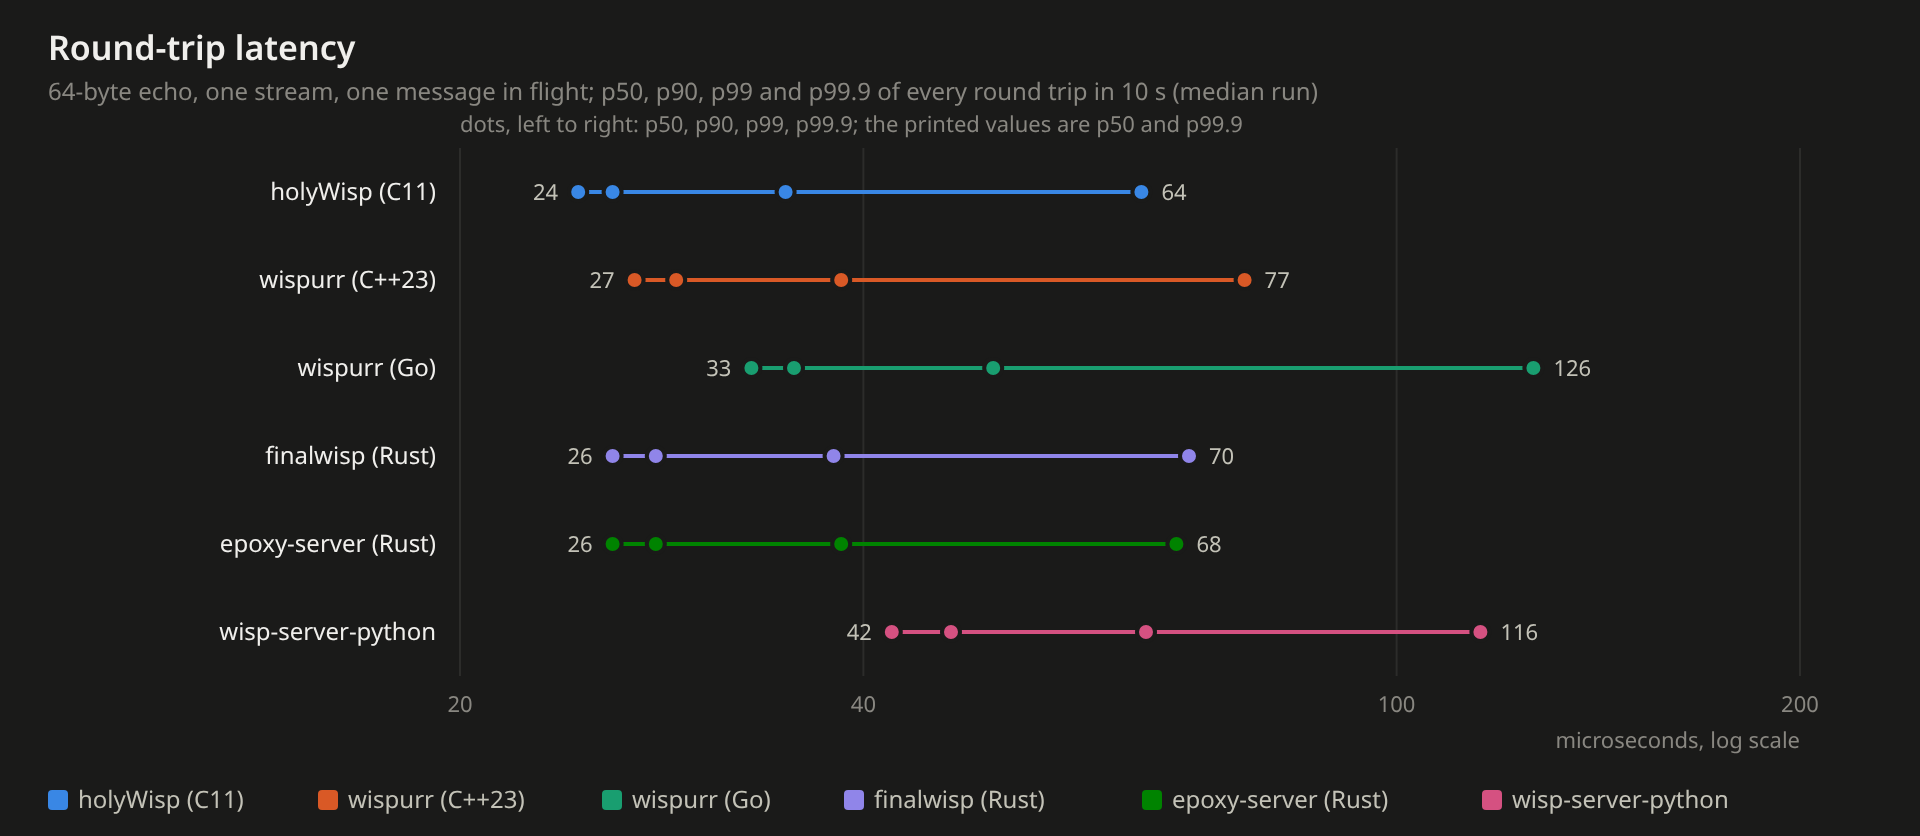 Round-trip latency
64-byte echo, one stream, one message in flight; p50, p90, p99 and p99.9 of every round trip in 10 s (median run)
dots, left to right: p50, p90, p99, p99.9; the printed values are p50 and p99.9
holyWisp (C11) 24 64
wispurr (C++23) 27 77
wispurr (Go) 33 126
finalwisp (Rust) 26 70
epoxy-server (Rust) 26 68
wisp-server-python 42 116
20 40 100 200
microseconds, log scale
holyWisp (C11) wispurr (C++23) wispurr (Go) finalwisp (Rust) epoxy-server (Rust) wisp-server-python